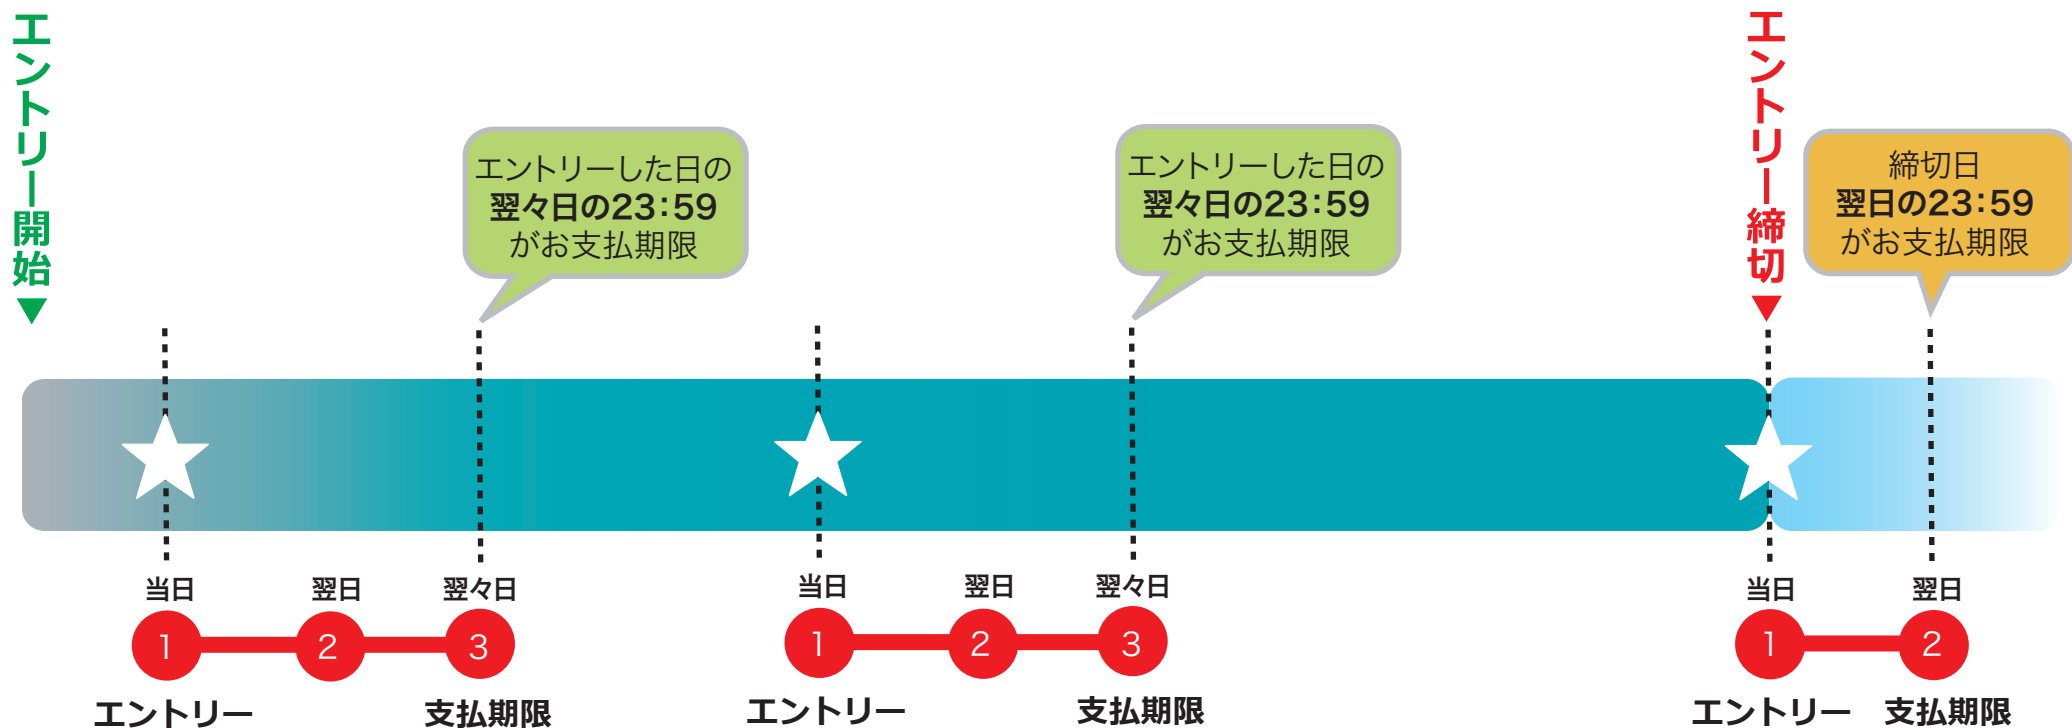 エントリー開始▼
エントリーした日の
翌々日の23:59
がお支払期限
エントリーした日の
翌々日の23:59
がお支払期限
エントリー締切▼
締切日
翌日の23:59
がお支払期限
当日 翌日 翌々日
1 2 3
エントリー 支払期限
当日 翌日 翌々日
1 2 3
エントリー 支払期限
当日 翌日
1 2
エントリー 支払期限